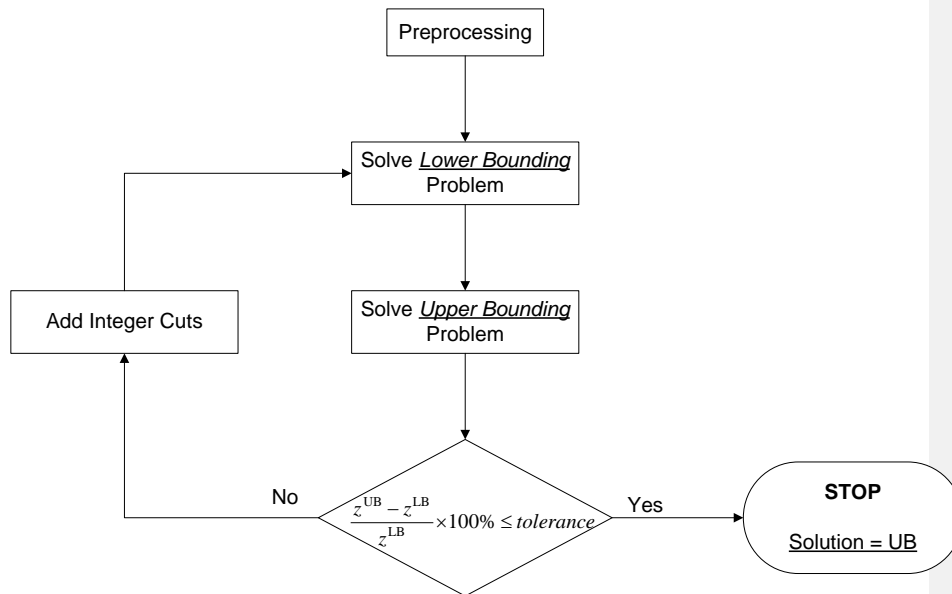 Preprocessing
Solve Lower Bounding
Problem
Solve Upper Bounding
Problem
Add Integer Cuts
No
z^UB − z^LB / z^LB ×100% ≤ tolerance
Yes
STOP
Solution = UB